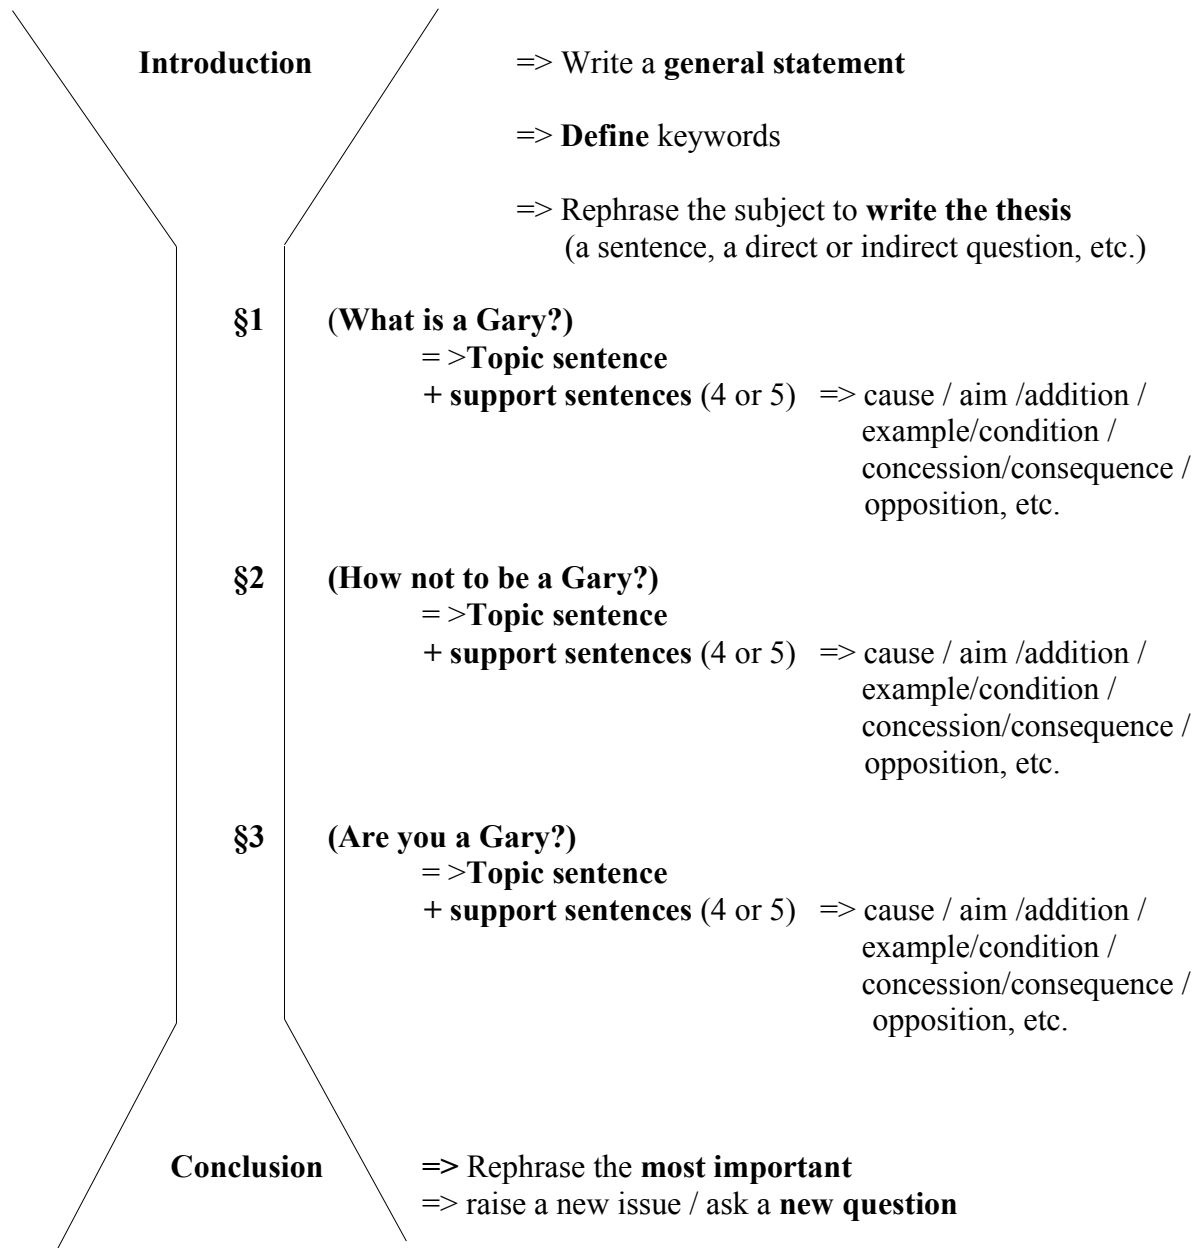 Introduction => Write a general statement
=> Define keywords
=> Rephrase the subject to write the thesis
(a sentence, a direct or indirect question, etc.)
§1 (What is a Gary?)
= >Topic sentence
+ support sentences (4 or 5) => cause / aim /addition /
example/condition /
concession/consequence /
opposition, etc.
§2 (How not to be a Gary?)
= >Topic sentence
+ support sentences (4 or 5) => cause / aim /addition /
example/condition /
concession/consequence /
opposition, etc.
§3 (Are you a Gary?)
= >Topic sentence
+ support sentences (4 or 5) => cause / aim /addition /
example/condition /
concession/consequence /
opposition, etc.
Conclusion => Rephrase the most important
=> raise a new issue / ask a new question